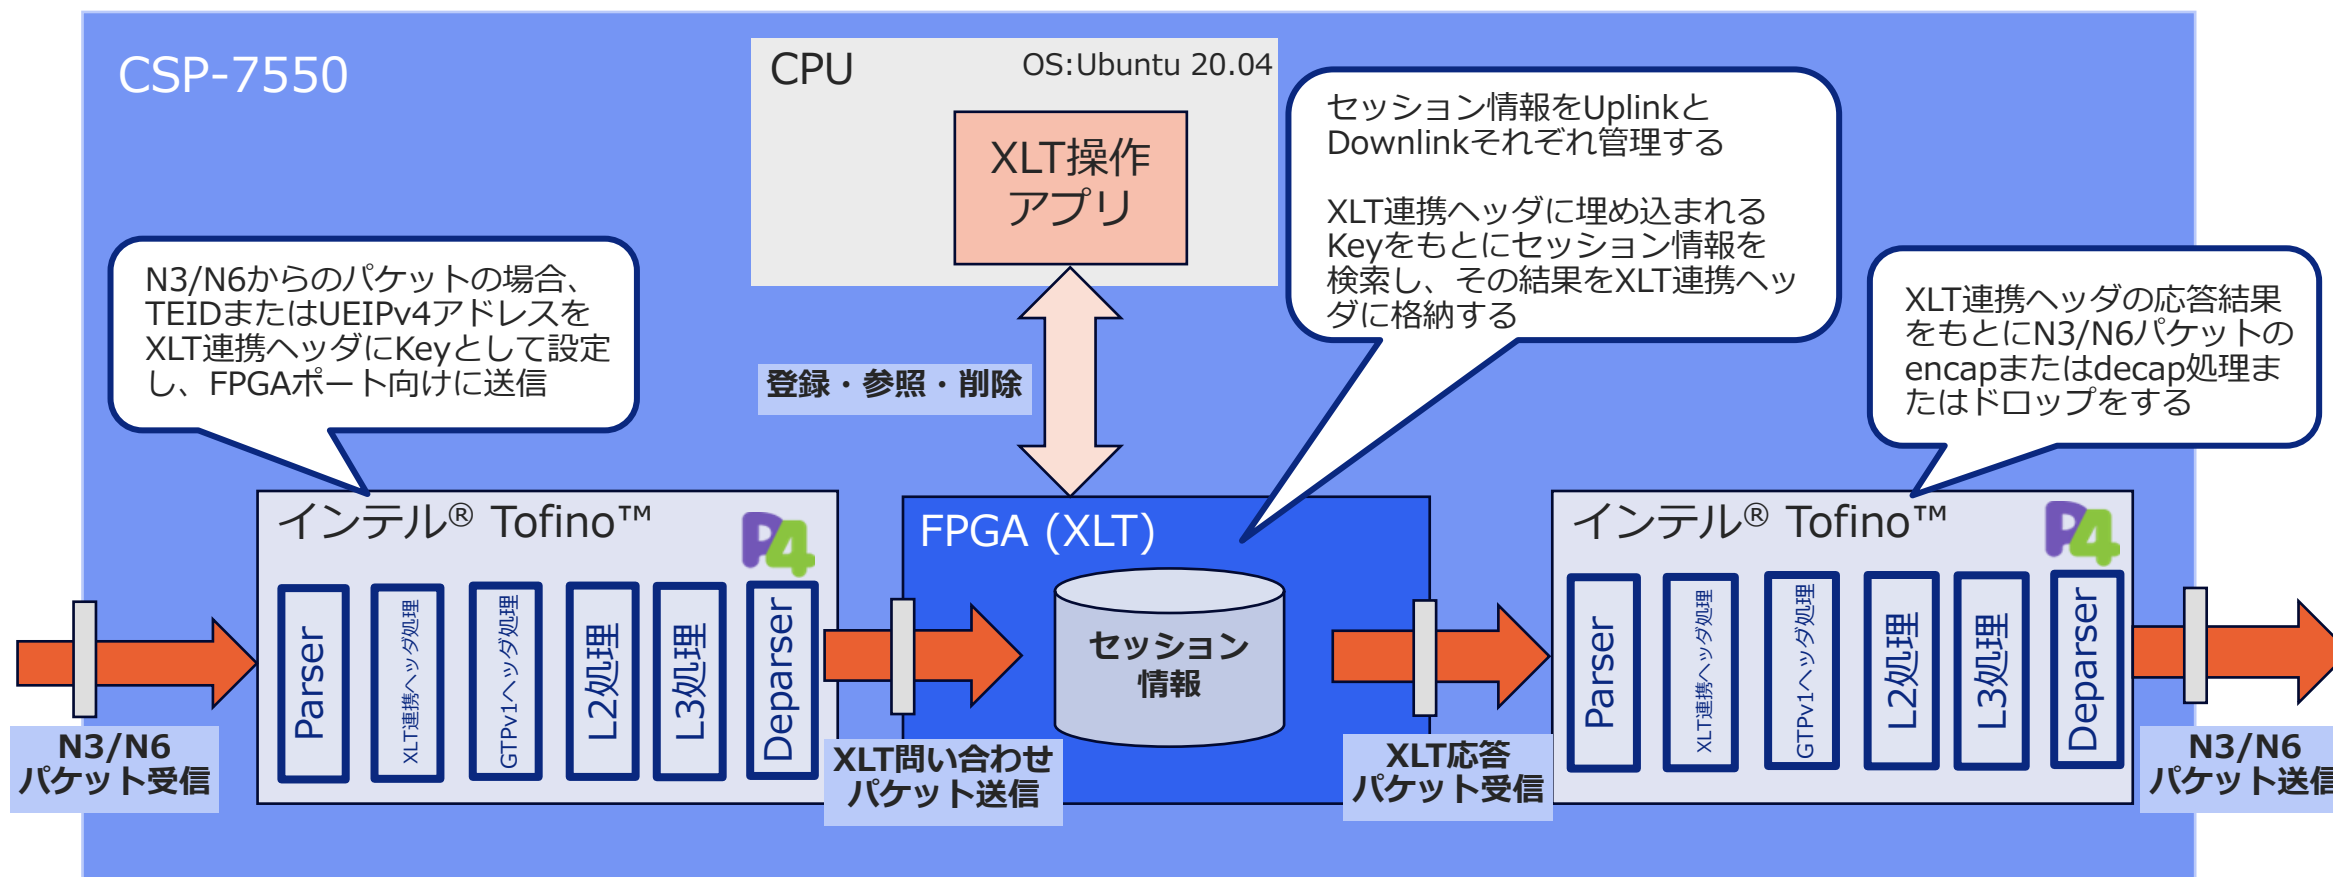 CSP-7550
CPU
OS:Ubuntu 20.04
XLT操作
アプリ
セッション情報をUplinkと
Downlinkそれぞれ管理する
XLT連携ヘッダに埋め込まれる
Keyをもとにセッション情報を
検索し、その結果をXLT連携ヘッ
ダに格納する
N3/N6からのパケットの場合、
TEIDまたはUEIPv4アドレスを
XLT連携ヘッダにKeyとして設定
し、FPGAポート向けに送信
XLT連携ヘッダの応答結果
をもとにN3/N6パケットの
encapまたはdecap処理ま
たはドロップをする
登録・参照・削除
インテル® Tofino™
P4
Parser
XLT連携ヘッダ処理
GTPv1ヘッダ処理
L2処理
L3処理
Deparser
FPGA (XLT)
セッション
情報
インテル® Tofino™
P4
Parser
XLT連携ヘッダ処理
GTPv1ヘッダ処理
L2処理
L3処理
Deparser
N3/N6
パケット受信
XLT問い合わせ
パケット送信
XLT応答
パケット受信
N3/N6
パケット送信